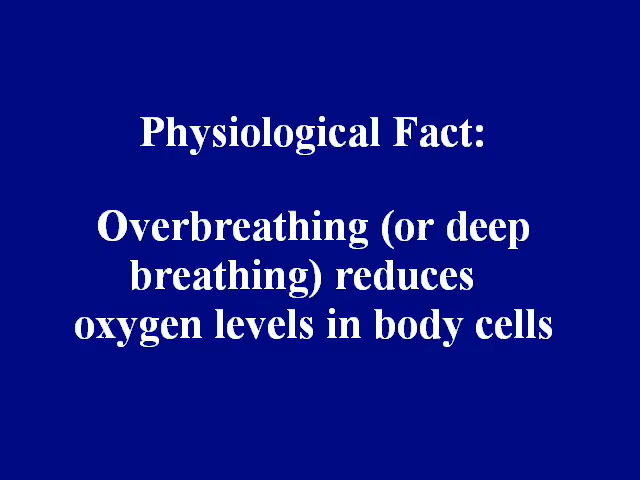 Physiological Fact:
Overbreathing (or deep
breathing) reduces
oxygen levels in body cells